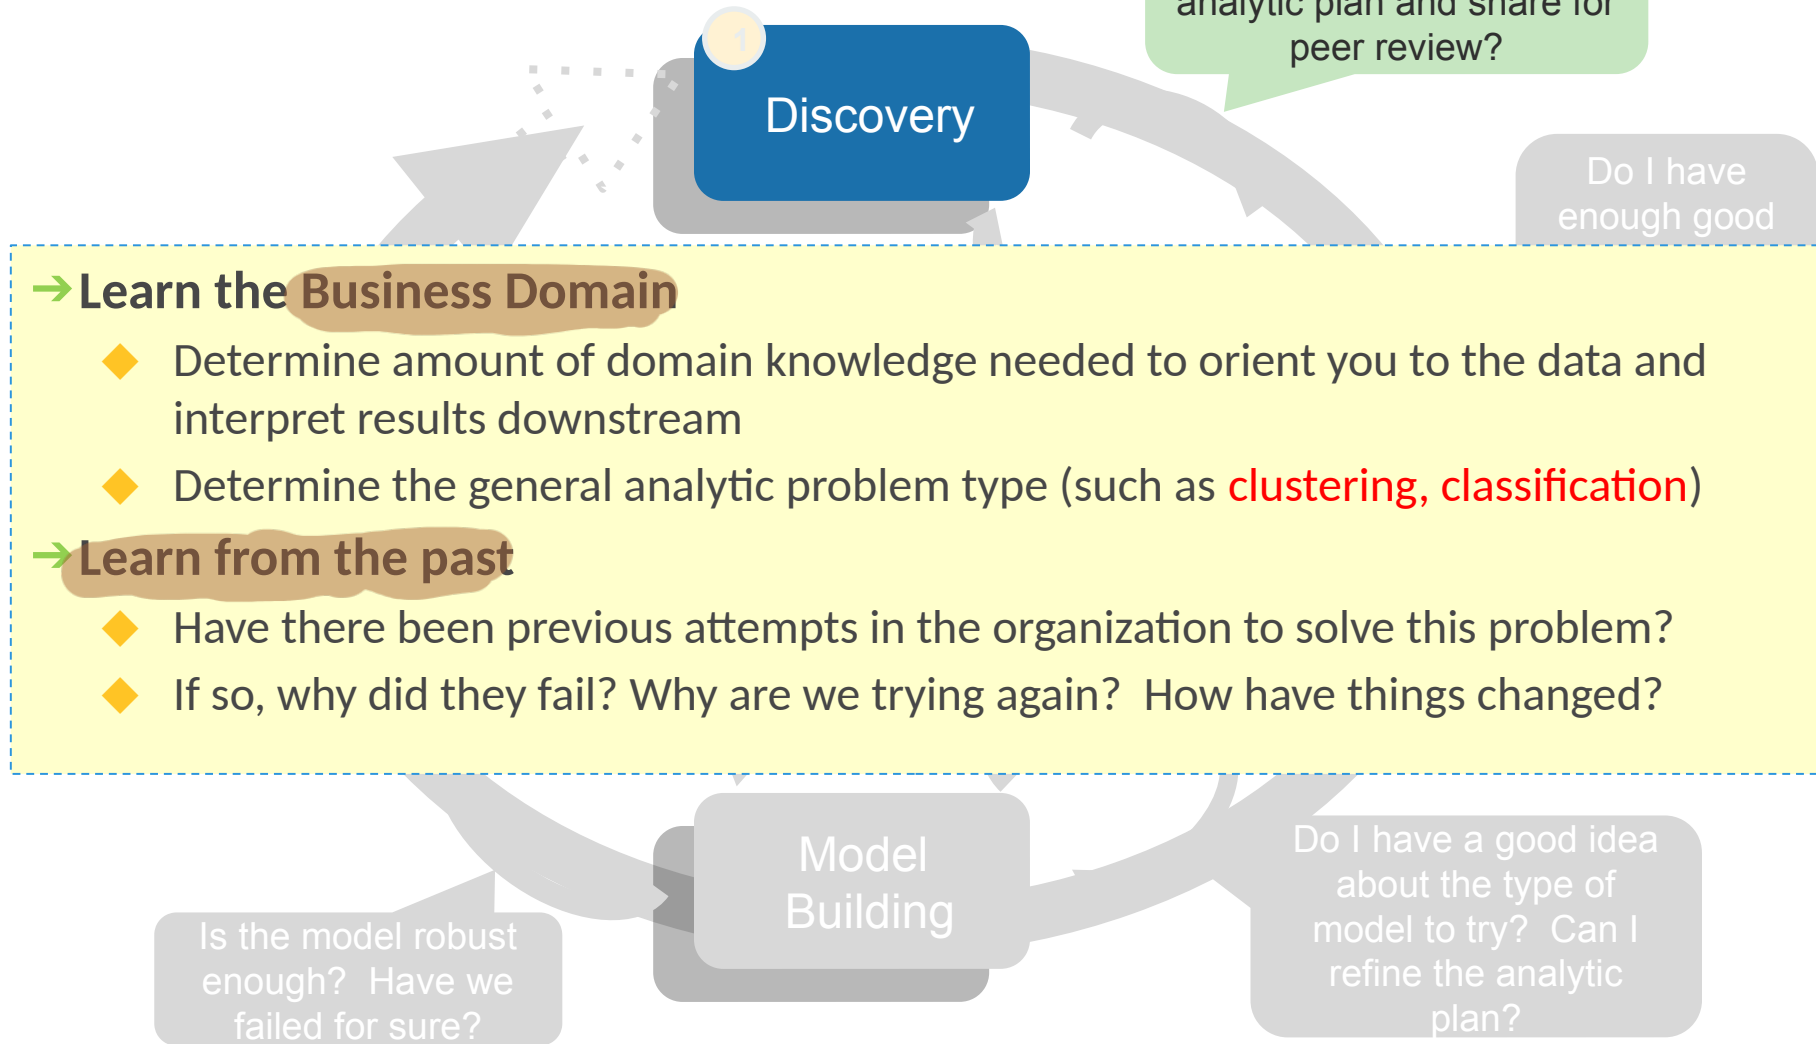 analytic plan and share for
peer review?
1
Discovery
Do I have
enough good
➔Learn the Business Domain
◆ Determine amount of domain knowledge needed to orient you to the data and
interpret results downstream
◆ Determine the general analytic problem type (such as clustering, classification)
➔Learn from the past
◆ Have there been previous attempts in the organization to solve this problem?
◆ If so, why did they fail? Why are we trying again?  How have things changed?
Model
Building
Do I have a good idea
about the type of
model to try?  Can I
refine the analytic
plan?
Is the model robust
enough?  Have we
failed for sure?